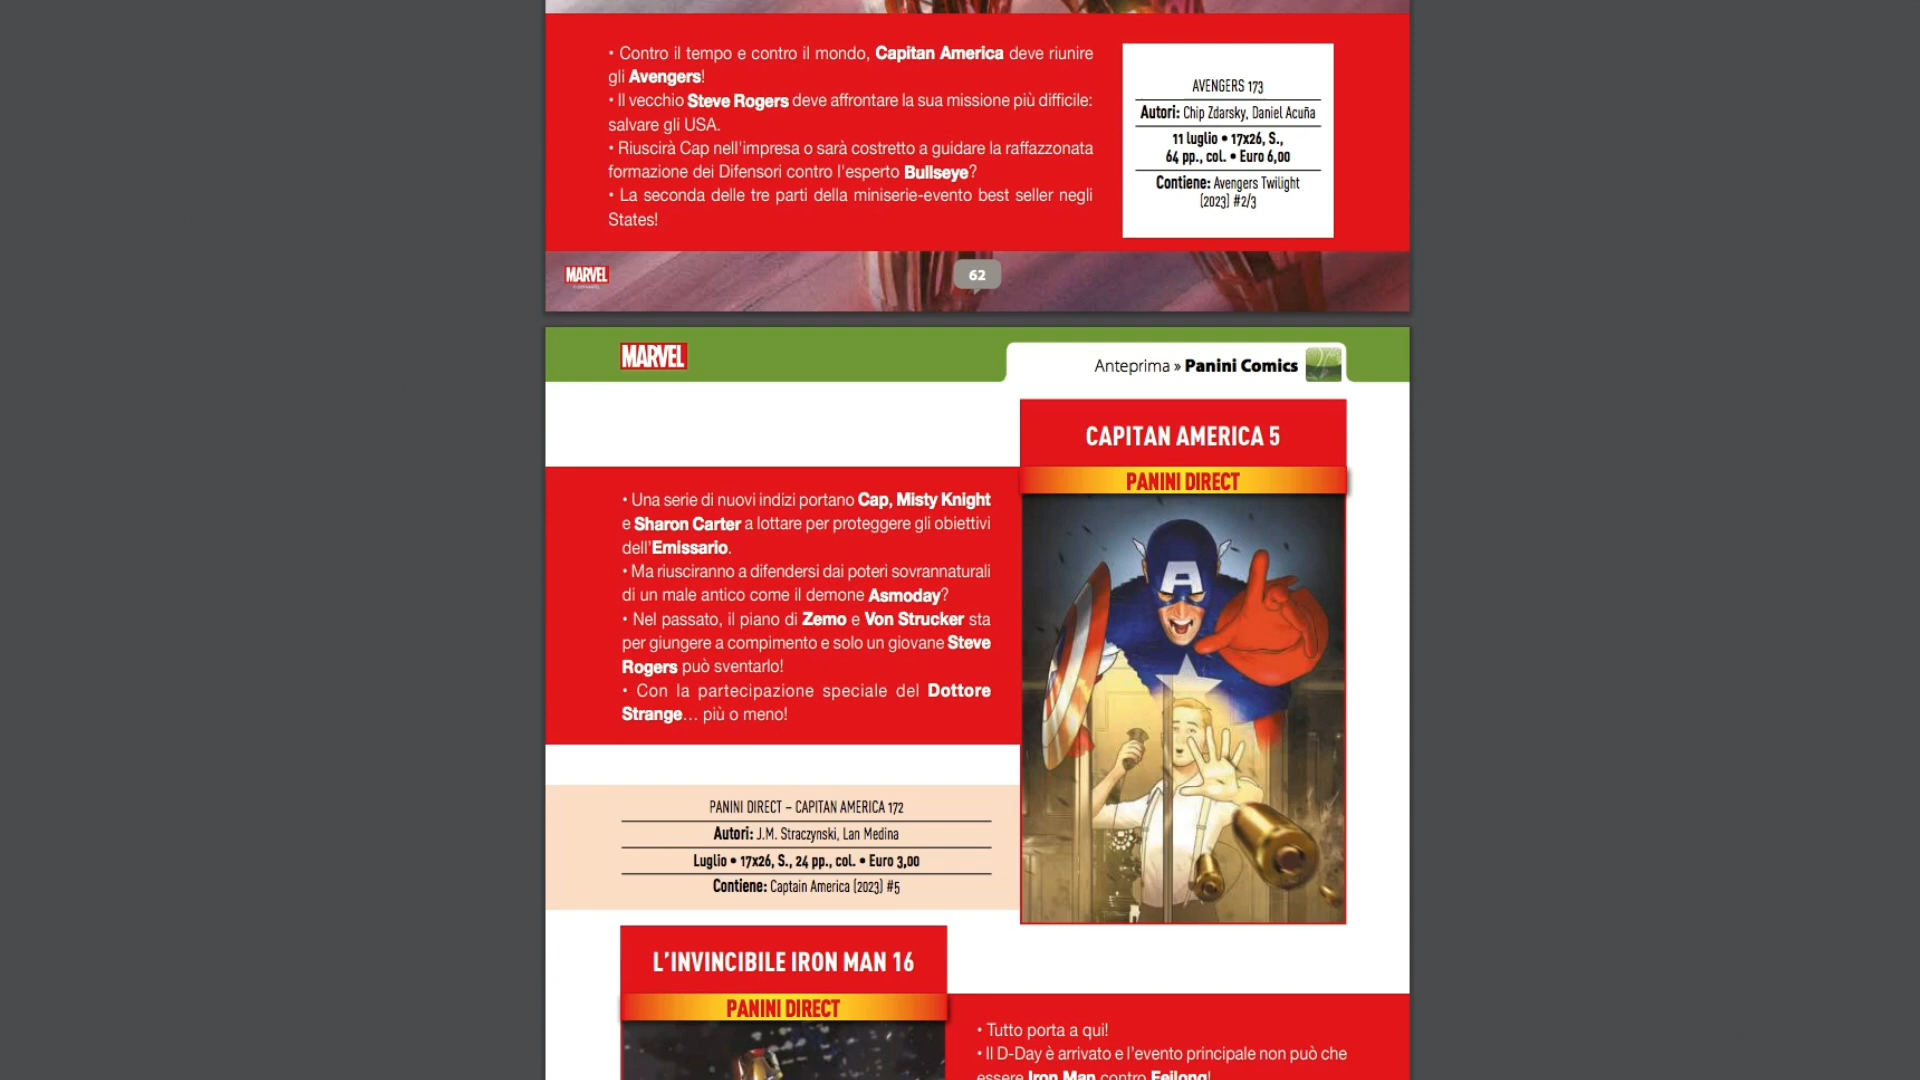 • Contro il tempo e contro il mondo, Capitan America deve riunire
gli Avengers!
• Il vecchio Steve Rogers deve affrontare la sua missione più difficile:
salvare gli USA.
• Riuscirà Cap nell'impresa o sarà costretto a guidare la raffazzonata
formazione dei Difensori contro l'esperto Bullseye?
• La seconda delle tre parti della miniserie-evento best seller negli
States!
AVENGERS 173
Autori: Chip Zdarsky, Daniel Acuña
11 luglio • 17x26, S.,
64 pp., col. • Euro 6,00
Contiene: Avengers Twilight
(2023) #2/3
MARVEL
62
MARVEL
Anteprima » Panini Comics
CAPITAN AMERICA 5
PANINI DIRECT
• Una serie di nuovi indizi portano Cap, Misty Knight
e Sharon Carter a lottare per proteggere gli obiettivi
dell'Emissario.
• Ma riusciranno a difendersi dai poteri sovrannaturali
di un male antico come il demone Asmoday?
• Nel passato, il piano di Zemo e Von Strucker sta
per giungere a compimento e solo un giovane Steve
Rogers può sventarlo!
• Con la partecipazione speciale del Dottore
Strange… più o meno!
A
PANINI DIRECT – CAPITAN AMERICA 172
Autori: J.M. Straczynski, Lan Medina
Luglio • 17x26, S., 24 pp., col. • Euro 3,00
Contiene: Captain America (2023) #5
L'INVINCIBILE IRON MAN 16
PANINI DIRECT
• Tutto porta a qui!
• Il D-Day è arrivato e l'evento principale non può che
essere Iron Man contro Feilong!